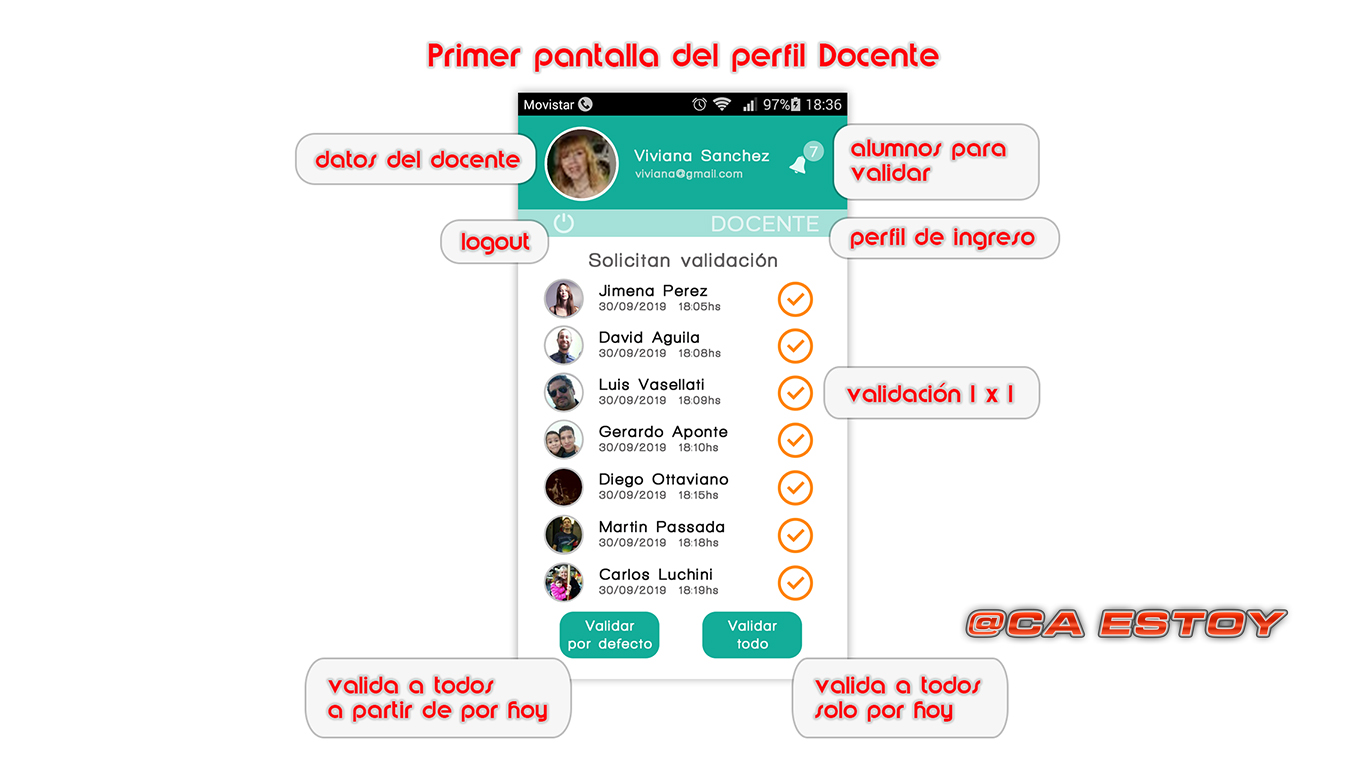 Primer pantalla del perfil Docente
Movistar 97% 18:36
datos del docente
Viviana Sanchez
viviana@gmail.com
7
alumnos para
validar
logout
DOCENTE
perfil de ingreso
Solicitan validación
Jimena Perez
30/09/2019 18:05hs
David Aguila
30/09/2019 18:08hs
Luis Vasellati
30/09/2019 18:09hs
validación 1 x 1
Gerardo Aponte
30/09/2019 18:10hs
Diego Ottaviano
30/09/2019 18:15hs
Martin Passada
30/09/2019 18:18hs
Carlos Luchini
30/09/2019 18:19hs
Validar
por defecto
Validar
todo
@CA ESTOY
valida a todos
a partir de por hoy
valida a todos
solo por hoy